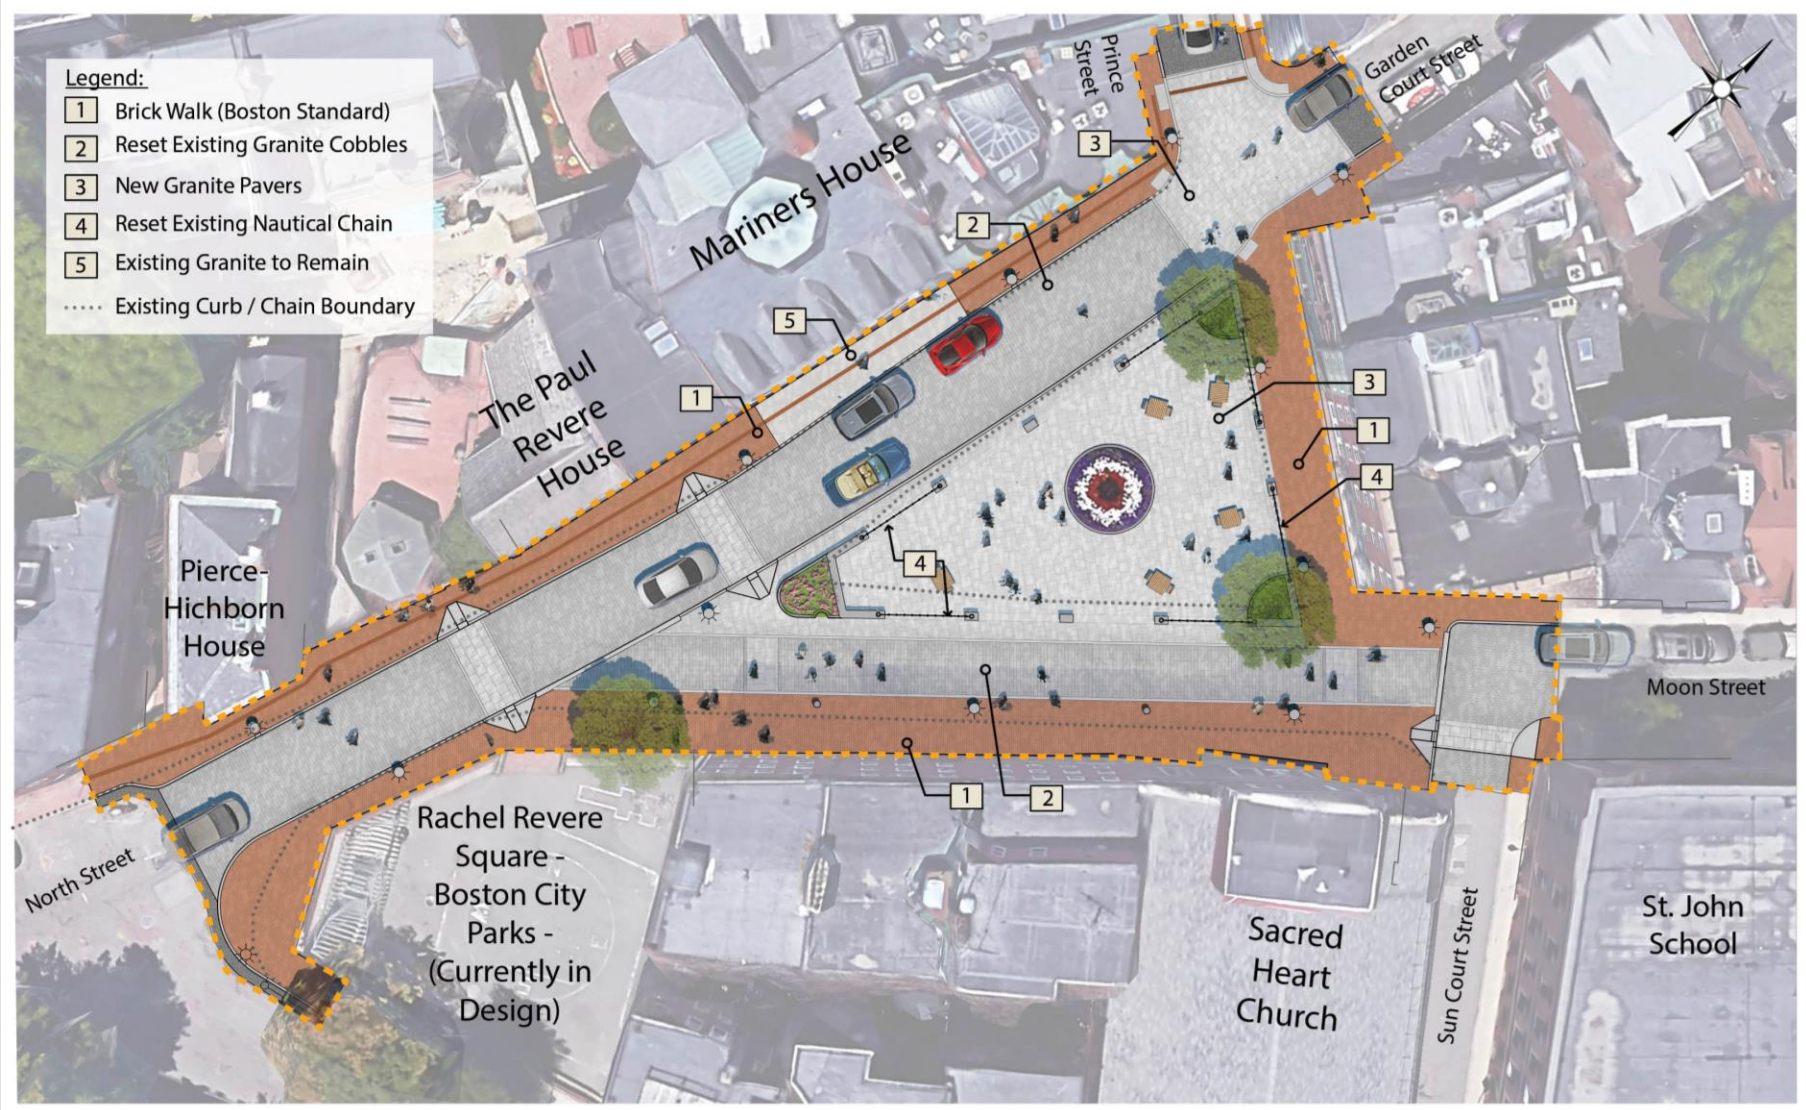 Legend:
1 Brick Walk (Boston Standard)
2 Reset Existing Granite Cobbles
3 New Granite Pavers
4 Reset Existing Nautical Chain
5 Existing Granite to Remain
Existing Curb / Chain Boundary
Prince
Street
Garden
Court Street
3
Mariners House
2
5
The Paul
Revere
House
1
3
1
4
4
Pierce-
Hichborn
House
Moon Street
1
2
North Street
Rachel Revere
Square -
Boston City
Parks -
(Currently in
Design)
Sacred
Heart
Church
Sun Court Street
St. John
School